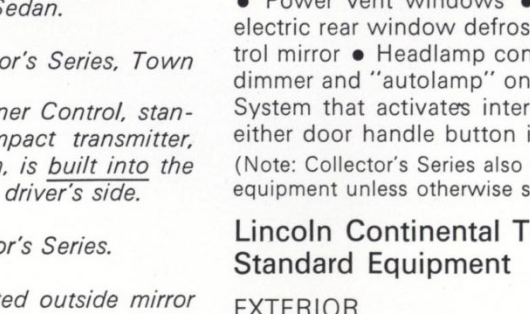 Sedan.
or's Series, Town
ner Control, stan-
mpact transmitter,
, is built into the
driver's side.
or's Series.
ted outside mirror
• Power vent windows •
electric rear window defros
trol mirror • Headlamp con
dimmer and "autolamp" on
System that activates inter
either door handle button i
(Note: Collector's Series also
equipment unless otherwise s
Lincoln Continental T
Standard Equipment
EXTERIOR